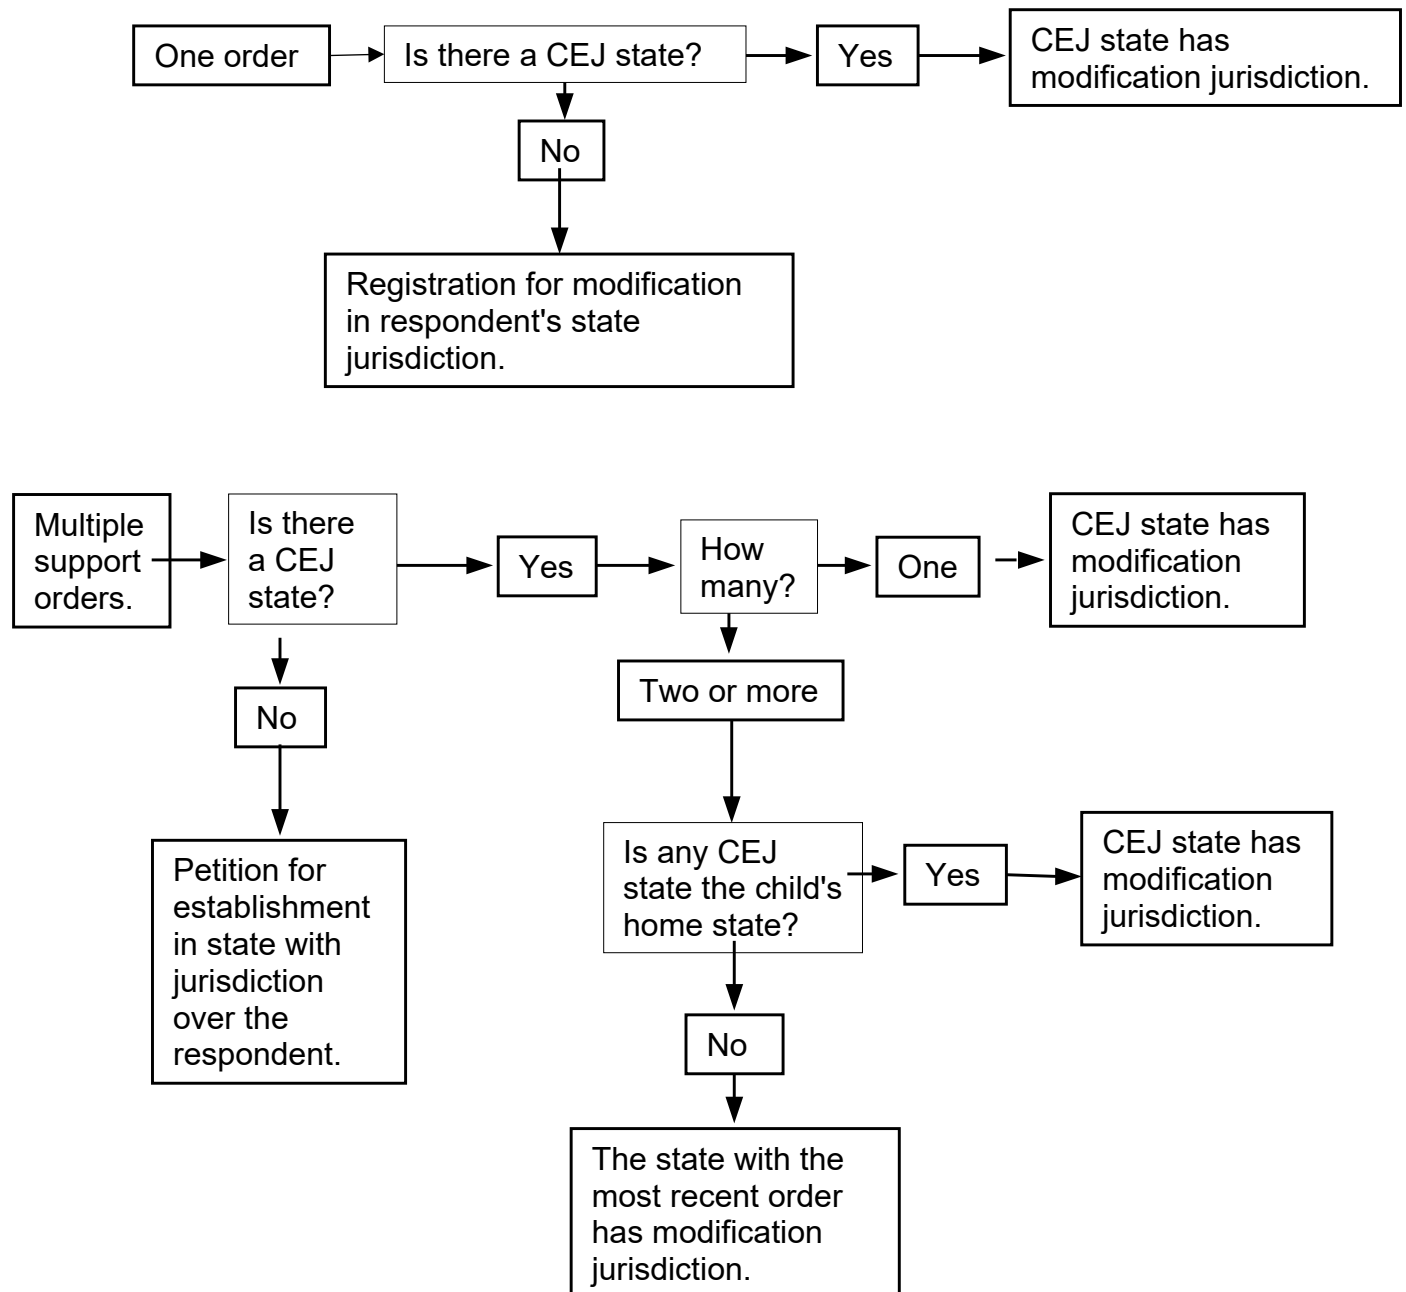 One order
Is there a CEJ state?
Yes
CEJ state has
modification jurisdiction.
No
Registration for modification
in respondent's state
jurisdiction.
Multiple
support
orders.
Is there
a CEJ
state?
Yes
How
many?
One
CEJ state has
modification
jurisdiction.
No
Two or more
Petition for
establishment
in state with
jurisdiction
over the
respondent.
Is any CEJ
state the child's
home state?
Yes
CEJ state has
modification
jurisdiction.
No
The state with the
most recent order
has modification
jurisdiction.